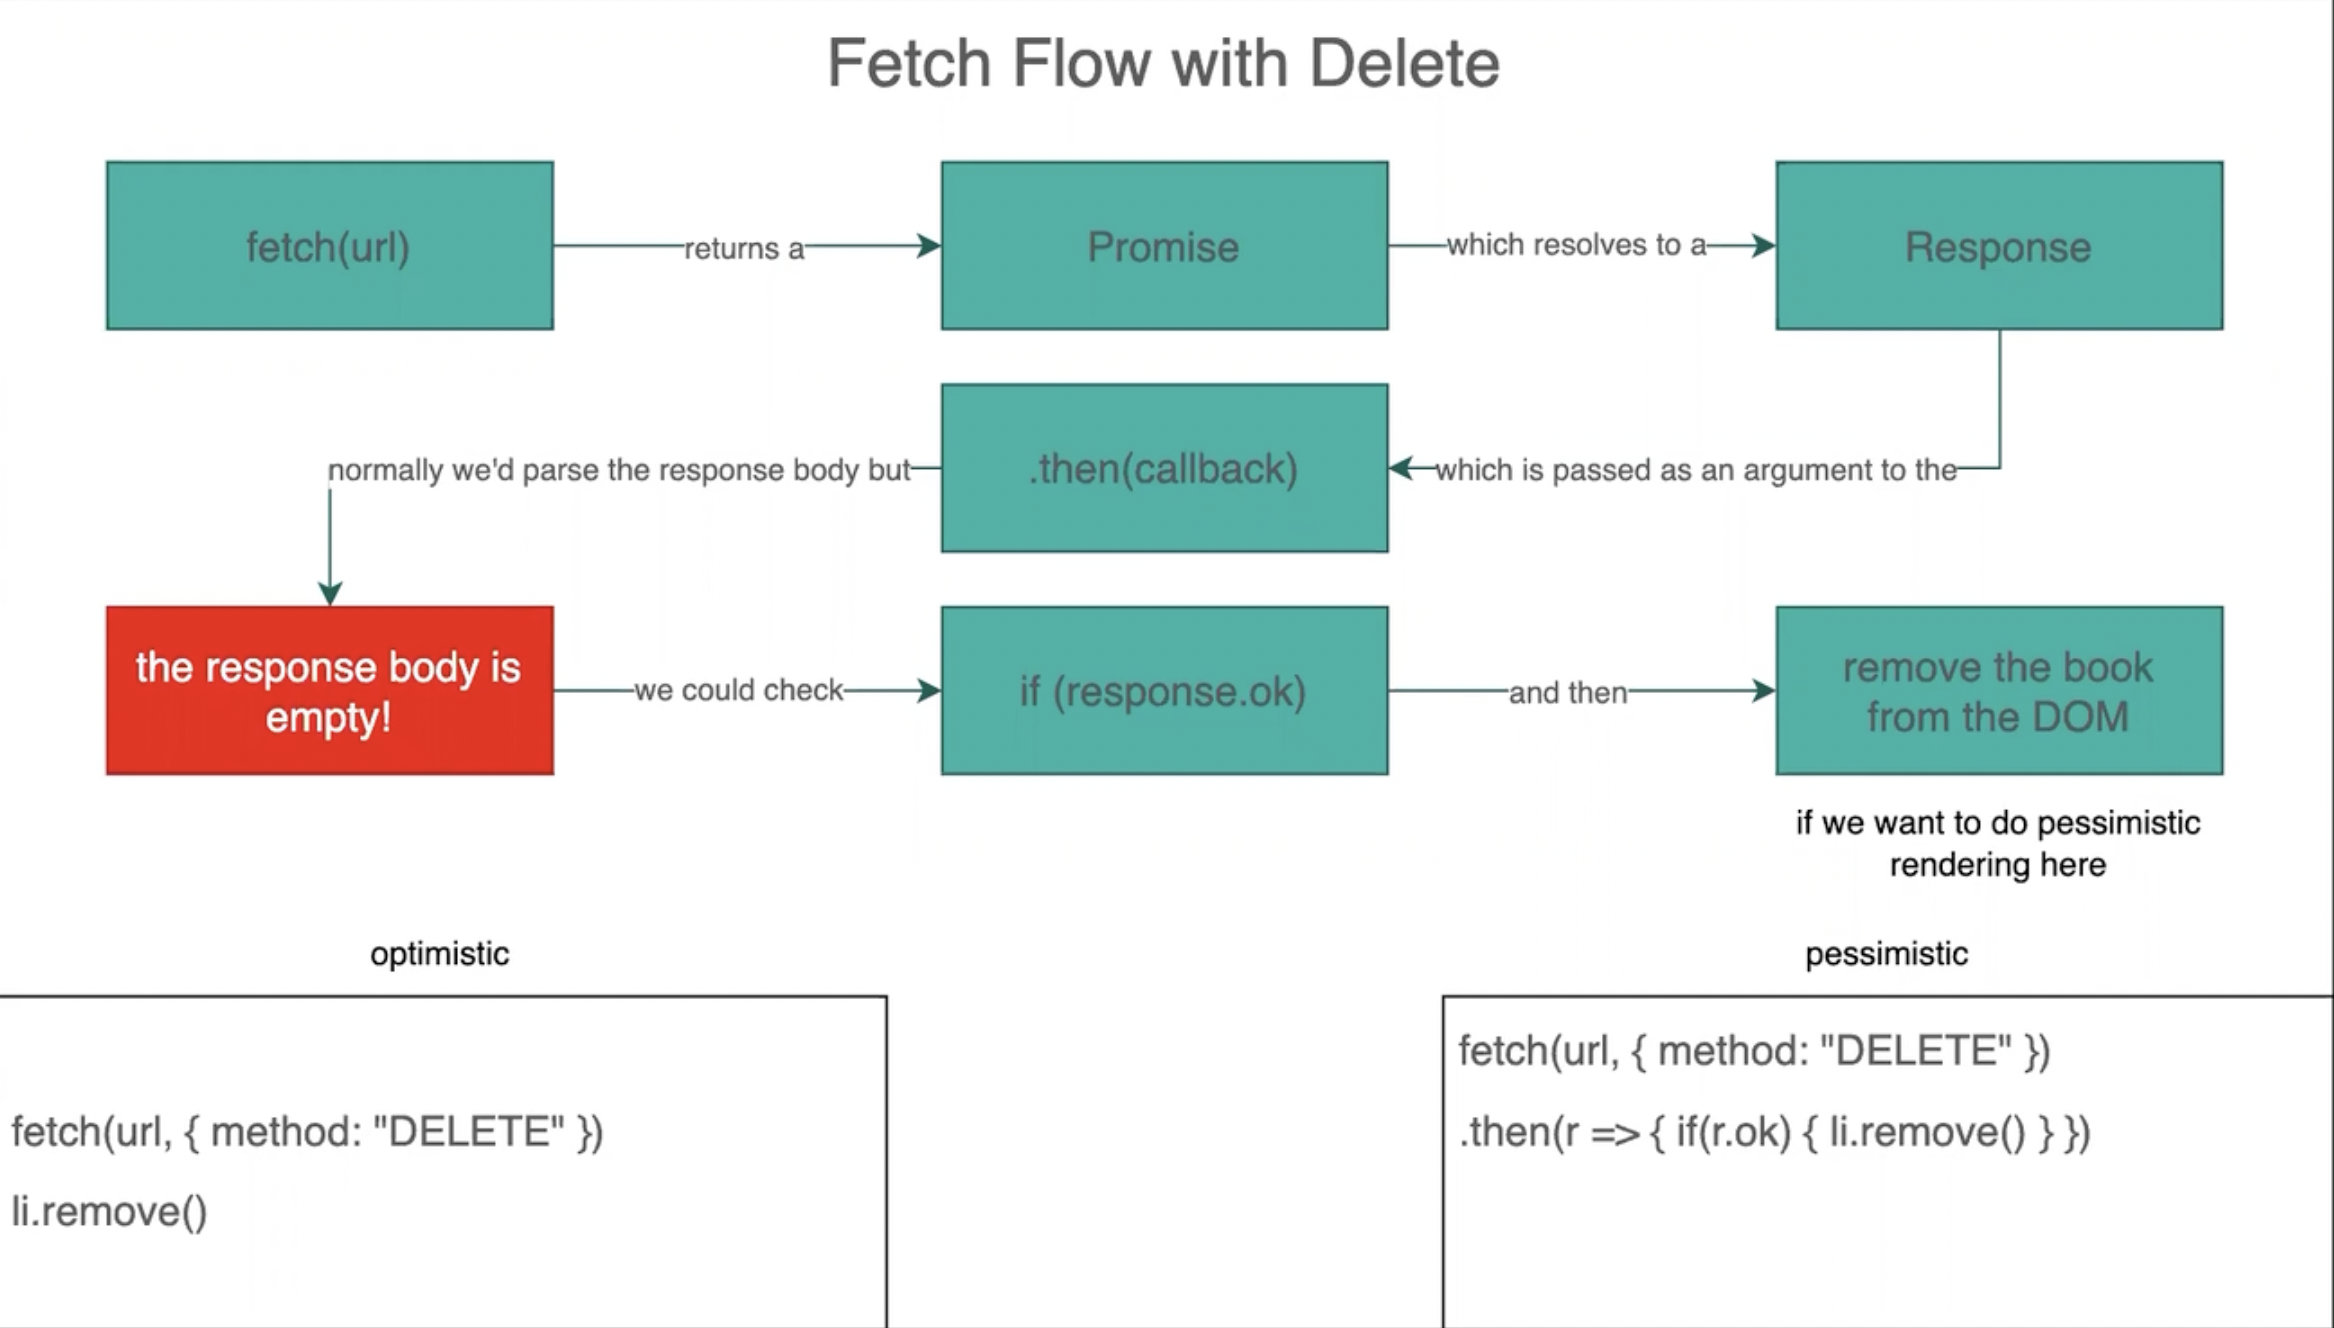 Fetch Flow with Delete
fetch(url)
returns a
Promise
which resolves to a
Response
which is passed as an argument to the
.then(callback)
normally we'd parse the response body but
the response body is
empty!
we could check
if (response.ok)
and then
remove the book
from the DOM
if we want to do pessimistic
rendering here
optimistic
fetch(url, { method: "DELETE" })
li.remove()
pessimistic
fetch(url, { method: "DELETE" })
.then(r => { if(r.ok) { li.remove() } })